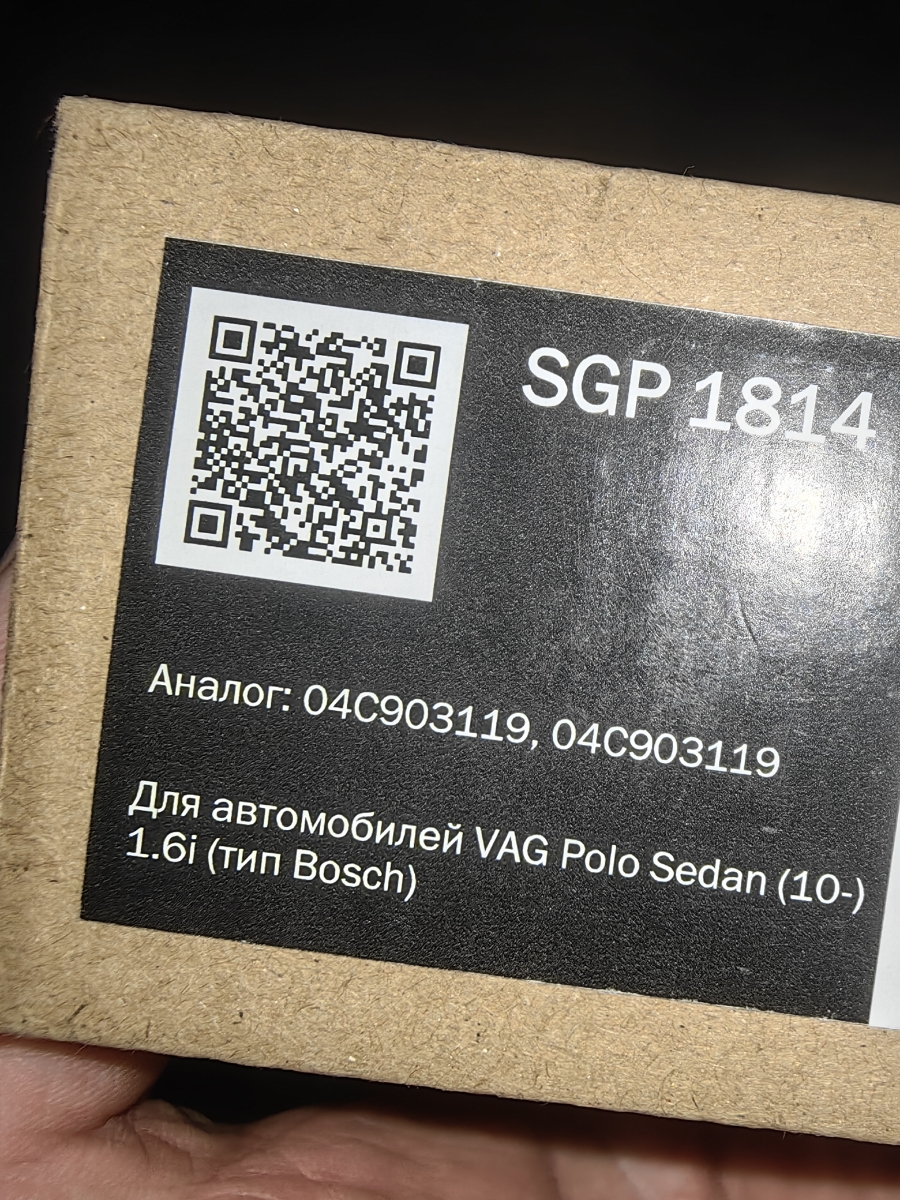 SGP 1814
Аналог: 04C903119, 04C903119
Для автомобилей VAG Polo Sedan (10-)
1.6i (тип Bosch)